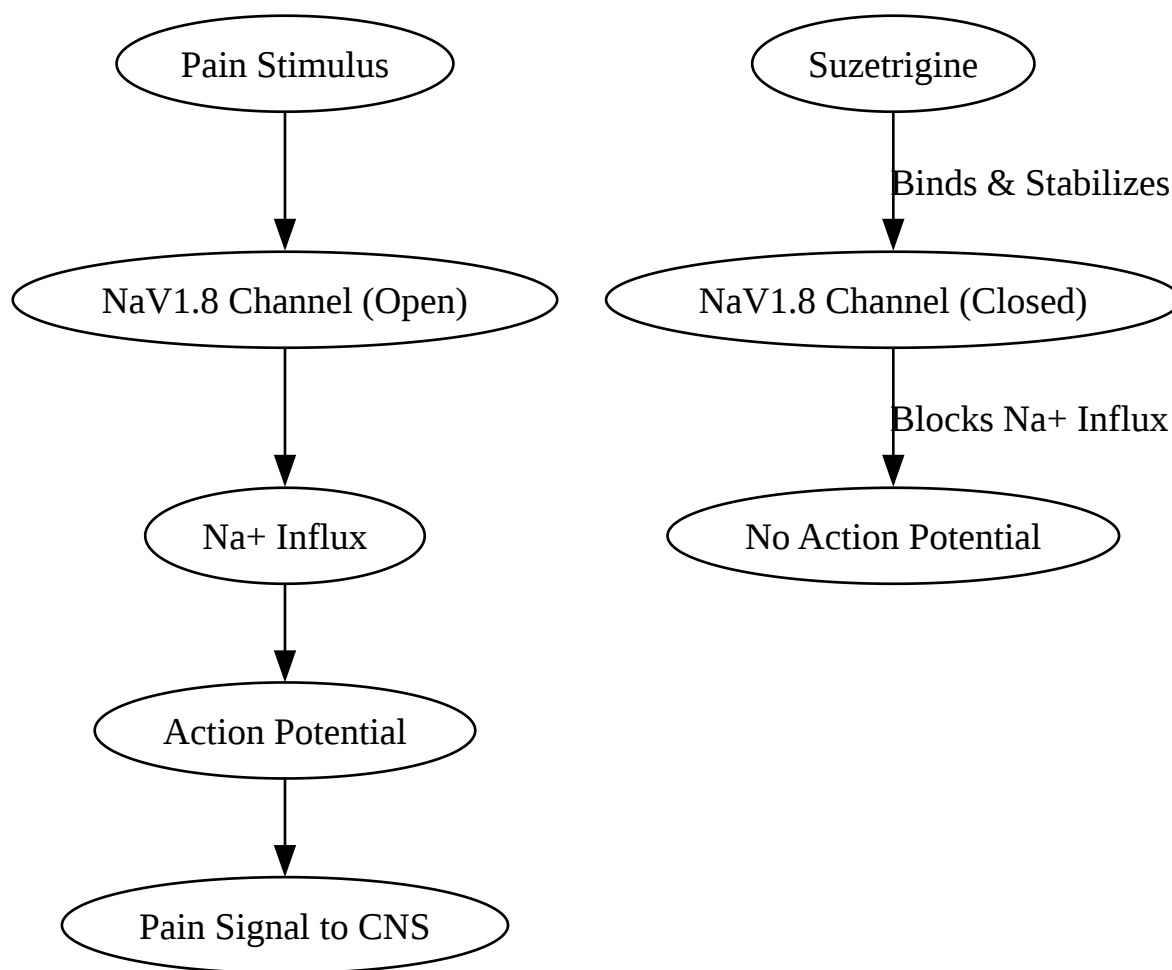 Pain Stimulus
NaV1.8 Channel (Open)
Na+ Influx
Action Potential
Pain Signal to CNS
Suzetrigine
Binds & Stabilizes
NaV1.8 Channel (Closed)
Blocks Na+ Influx
No Action Potential